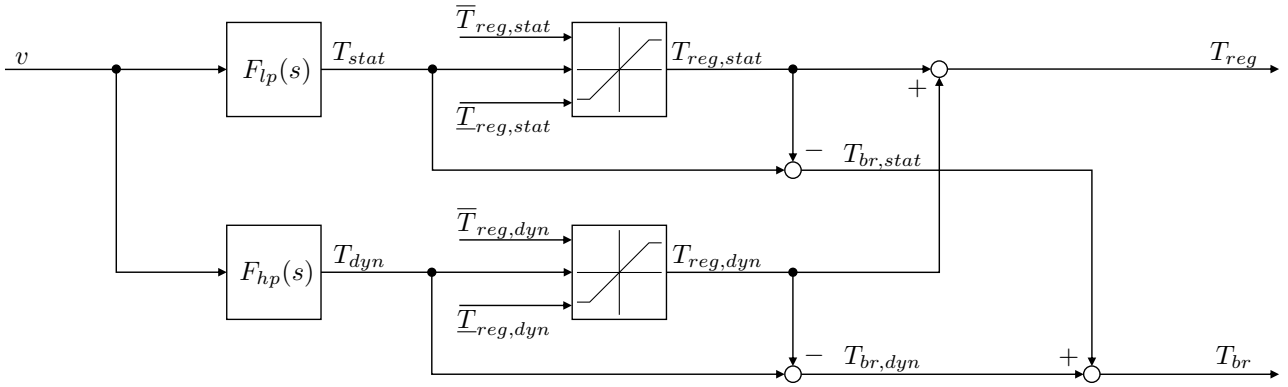 v
F_{lp}(s)
T_{stat}
\overline{T}_{reg,stat}
\underline{T}_{reg,stat}
T_{reg,stat}
+
T_{reg}
−
T_{br,stat}
F_{hp}(s)
T_{dyn}
\overline{T}_{reg,dyn}
\underline{T}_{reg,dyn}
T_{reg,dyn}
−
T_{br,dyn}
+
T_{br}